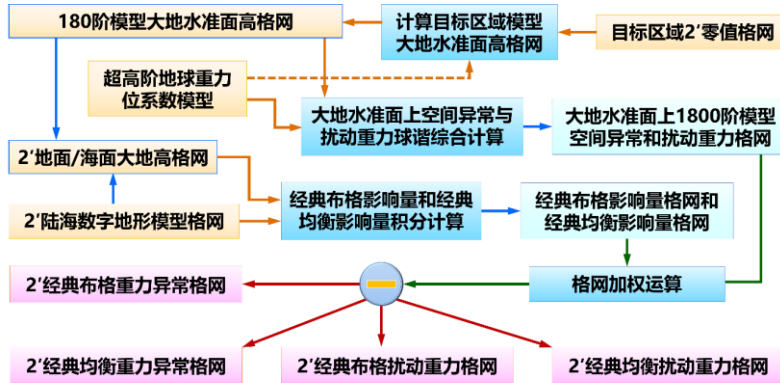 180阶模型大地水准面高格网
计算目标区域模型
大地水准面高格网
目标区域2′零值格网
超高阶地球重力
位系数模型
大地水准面上空间异常与
扰动重力球谐综合计算
大地水准面上1800阶模型
空间异常和扰动重力格网
2′地面/海面大地高格网
2′陆海数字地形模型格网
经典布格影响量和经典
均衡影响量积分计算
经典布格影响量格网和
经典均衡影响量格网
2′经典布格重力异常格网
格网加权运算
2′经典均衡重力异常格网
2′经典布格扰动重力格网
2′经典均衡扰动重力格网